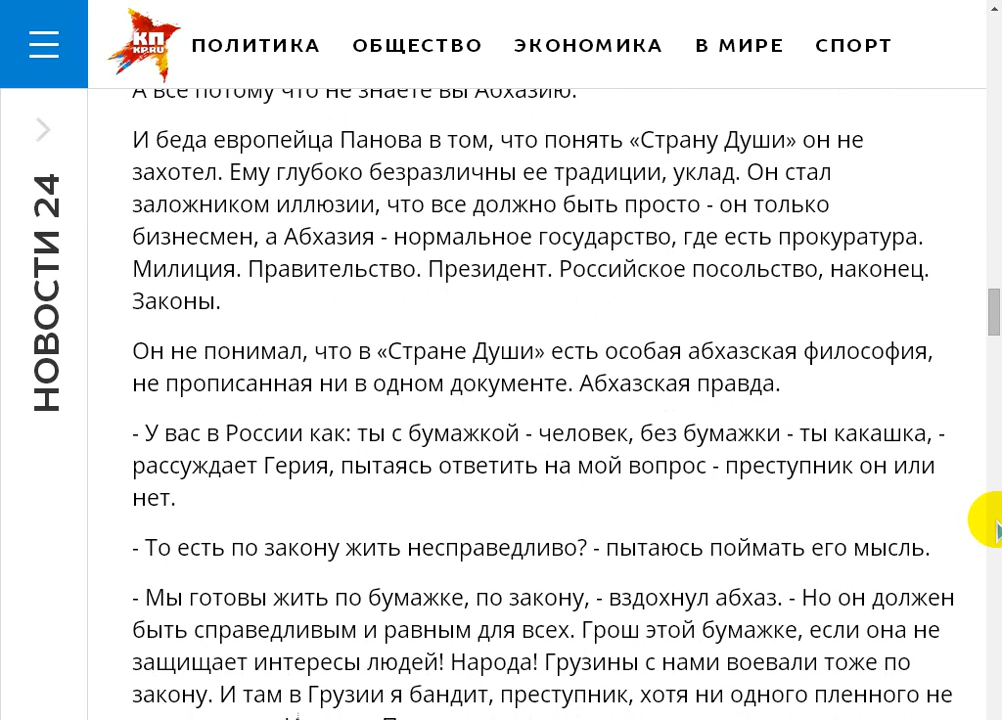 КП
KP.RU
ПОЛИТИКА ОБЩЕСТВО ЭКОНОМИКА В МИРЕ СПОРТ
НОВОСТИ 24
А все потому что не знаете вы Абхазию.
И беда европейца Панова в том, что понять «Страну Души» он не
захотел. Ему глубоко безразличны ее традиции, уклад. Он стал
заложником иллюзии, что все должно быть просто - он только
бизнесмен, а Абхазия - нормальное государство, где есть прокуратура.
Милиция. Правительство. Президент. Российское посольство, наконец.
Законы.
Он не понимал, что в «Стране Души» есть особая абхазская философия,
не прописанная ни в одном документе. Абхазская правда.
- У вас в России как: ты с бумажкой - человек, без бумажки - ты какашка, -
рассуждает Герия, пытаясь ответить на мой вопрос - преступник он или
нет.
- То есть по закону жить несправедливо? - пытаюсь поймать его мысль.
- Мы готовы жить по бумажке, по закону, - вздохнул абхаз. - Но он должен
быть справедливым и равным для всех. Грош этой бумажке, если она не
защищает интересы людей! Народа! Грузины с нами воевали тоже по
закону. И там в Грузии я бандит, преступник, хотя ни одного пленного не